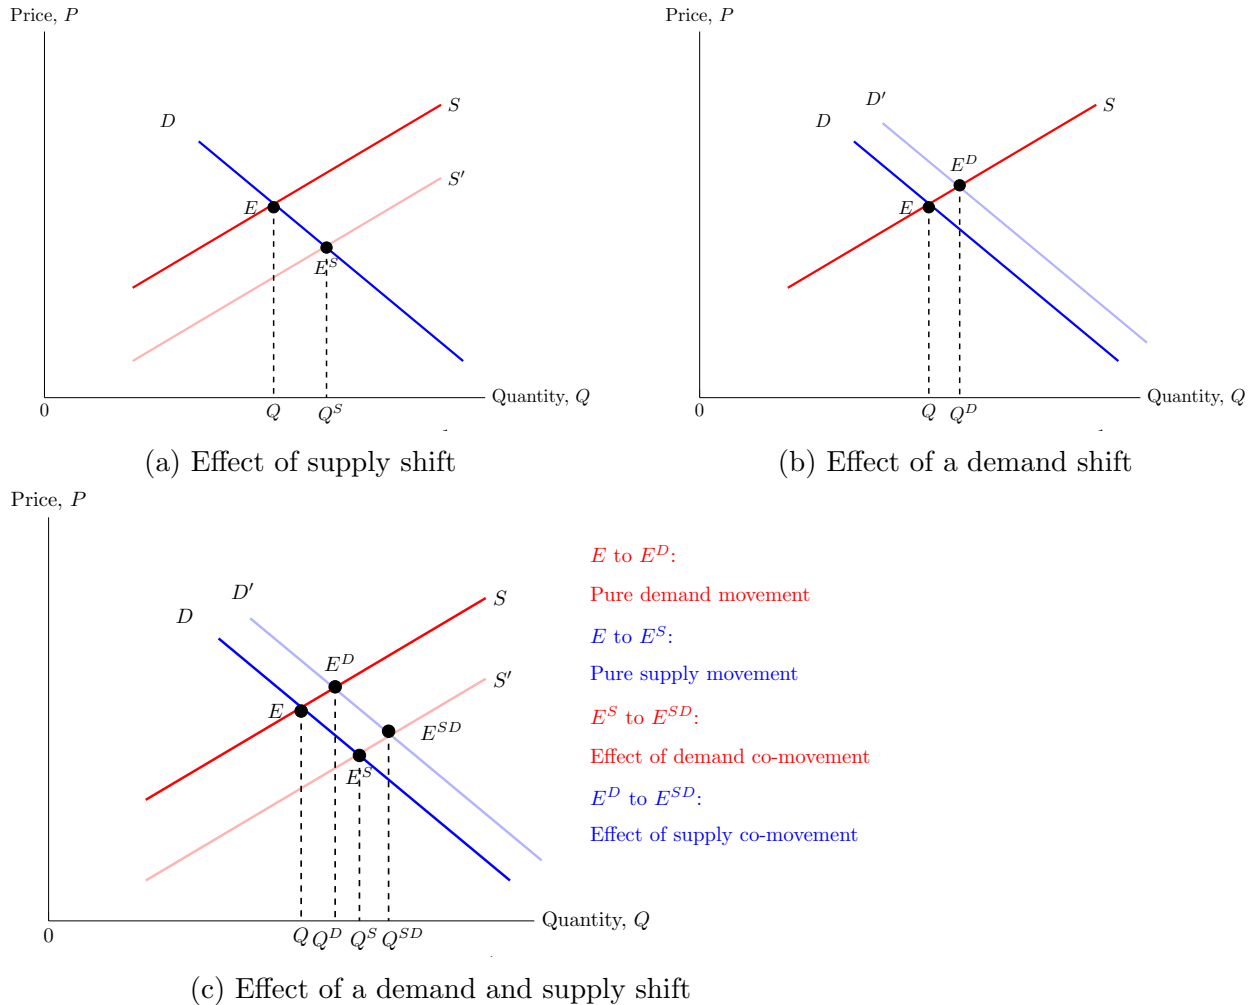 Price, P
D
S
S′
E
E^S
0
Q
Q^S
Quantity, Q
(a) Effect of supply shift
Price, P
D′
D
S
E^D
E
0
Q
Q^D
Quantity, Q
(b) Effect of a demand shift
Price, P
D′
D
S
E^D
S′
E
E^SD
E^S
0
Q
Q^D
Q^S
Q^SD
Quantity, Q
E to E^D:
Pure demand movement
E to E^S:
Pure supply movement
E^S to E^SD:
Effect of demand co-movement
E^D to E^SD:
Effect of supply co-movement
(c) Effect of a demand and supply shift